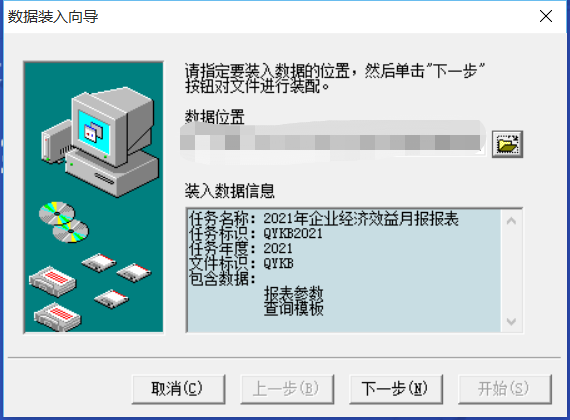 数据装入向导
请指定要装入数据的位置，然后单击"下一步"
按钮对文件进行装配。
数据位置
装入数据信息
任务名称：2021年企业经济效益月报报表
任务标识：QYKB2021
任务年度：2021
文件标识：QYKB
包含数据：
报表参数
查询模板
取消(C)
上一步(B)
下一步(N)
开始(S)